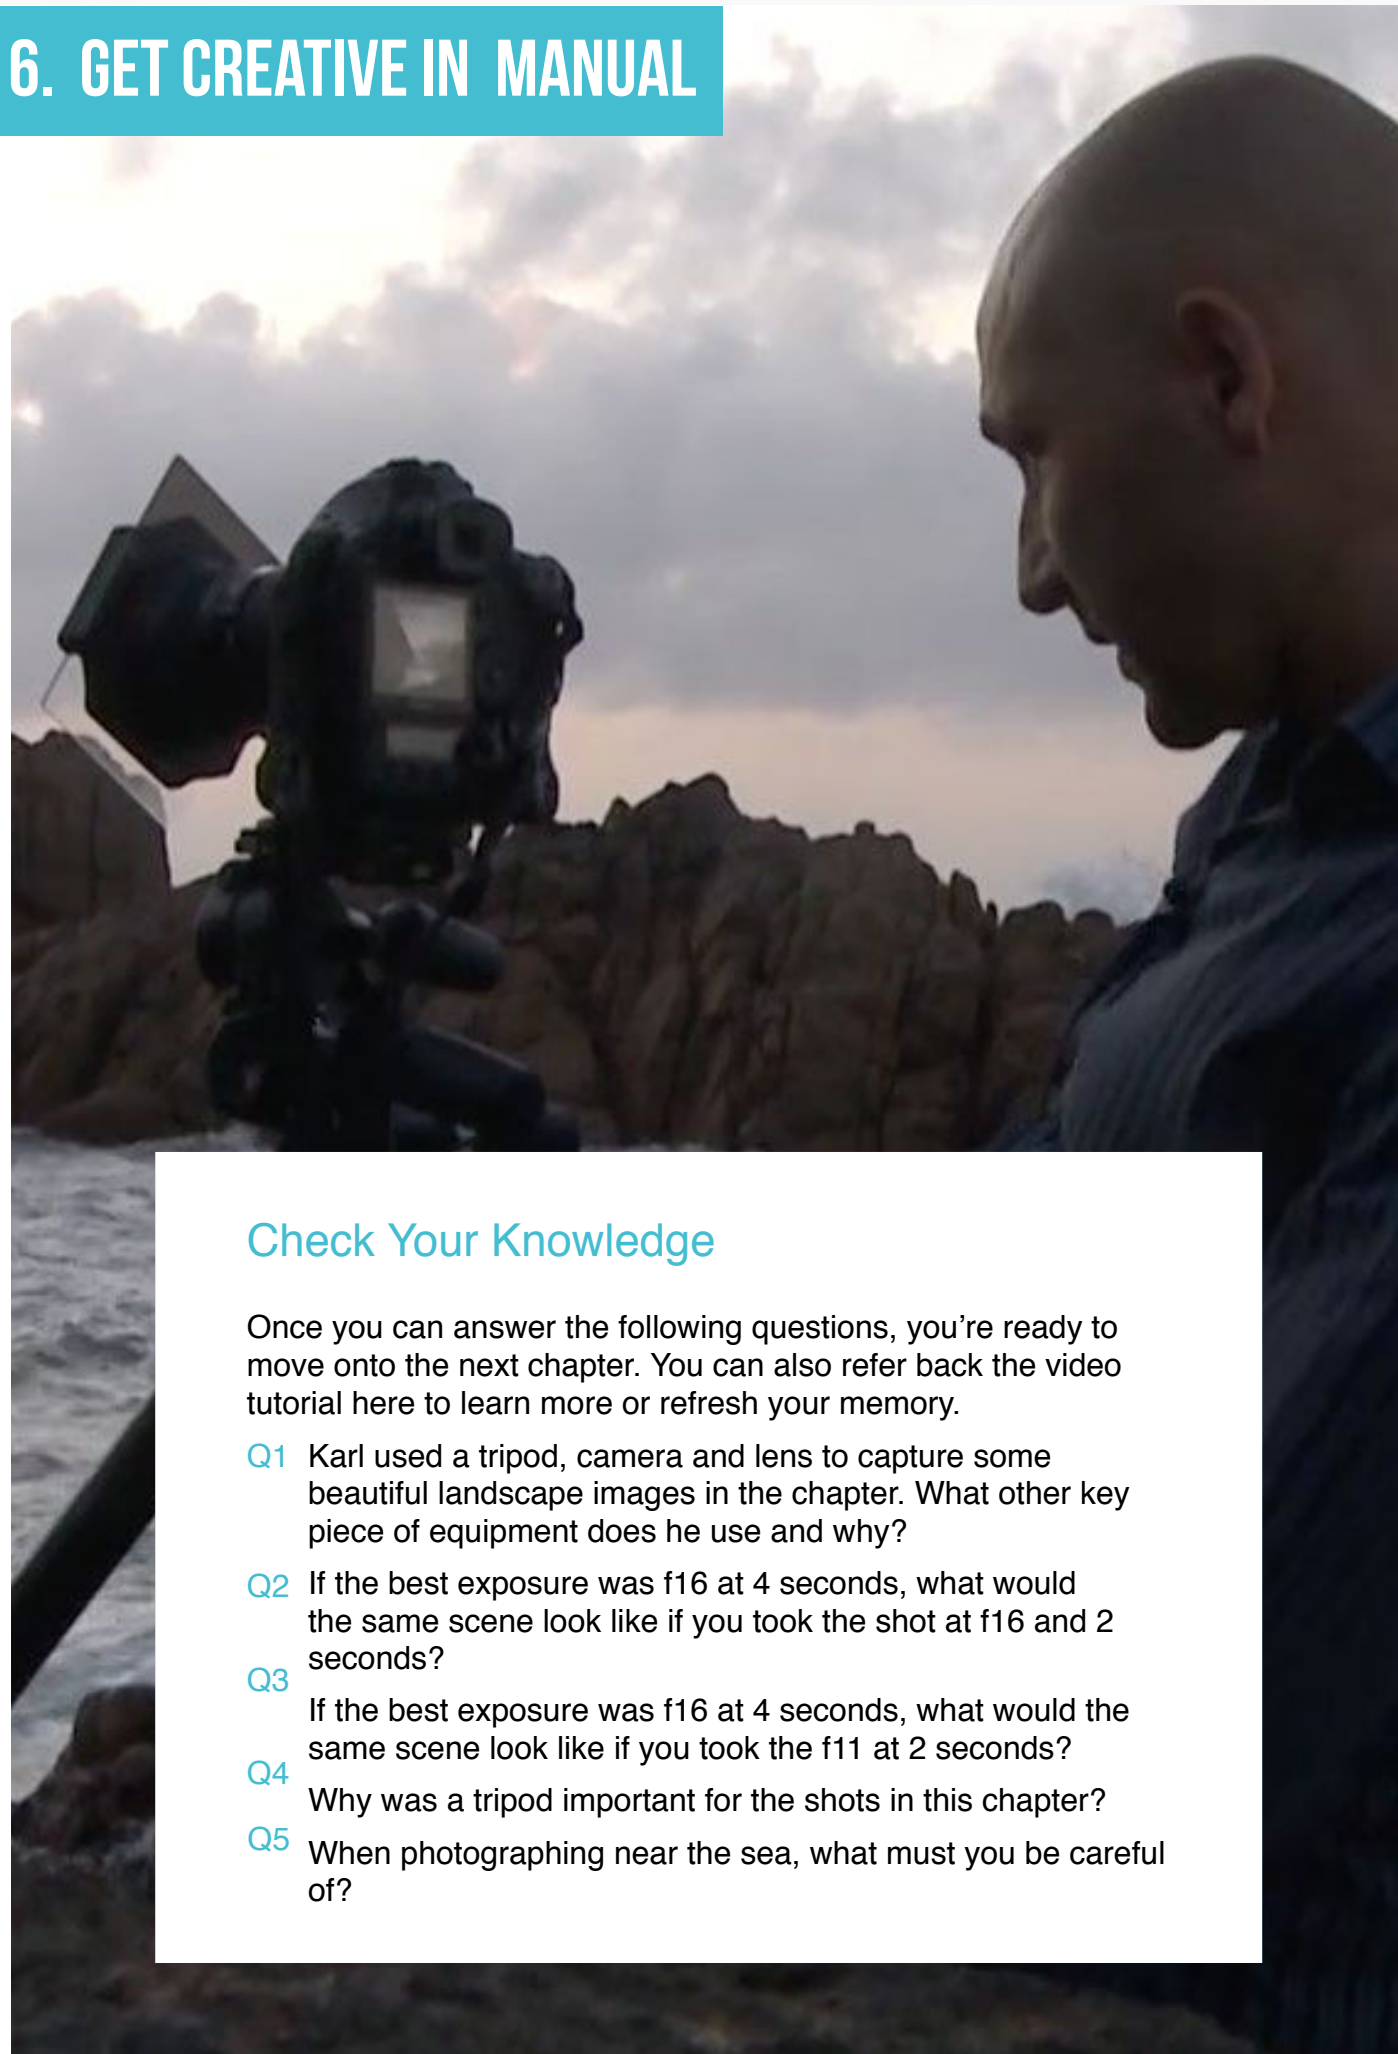 6. GET CREATIVE IN MANUAL
Check Your Knowledge
Once you can answer the following questions, you're ready to
move onto the next chapter. You can also refer back the video
tutorial here to learn more or refresh your memory.
Q1 Karl used a tripod, camera and lens to capture some
beautiful landscape images in the chapter. What other key
piece of equipment does he use and why?
Q2 If the best exposure was f16 at 4 seconds, what would
the same scene look like if you took the shot at f16 and 2
seconds?
Q3
If the best exposure was f16 at 4 seconds, what would the
same scene look like if you took the f11 at 2 seconds?
Q4
Why was a tripod important for the shots in this chapter?
Q5
When photographing near the sea, what must you be careful
of?